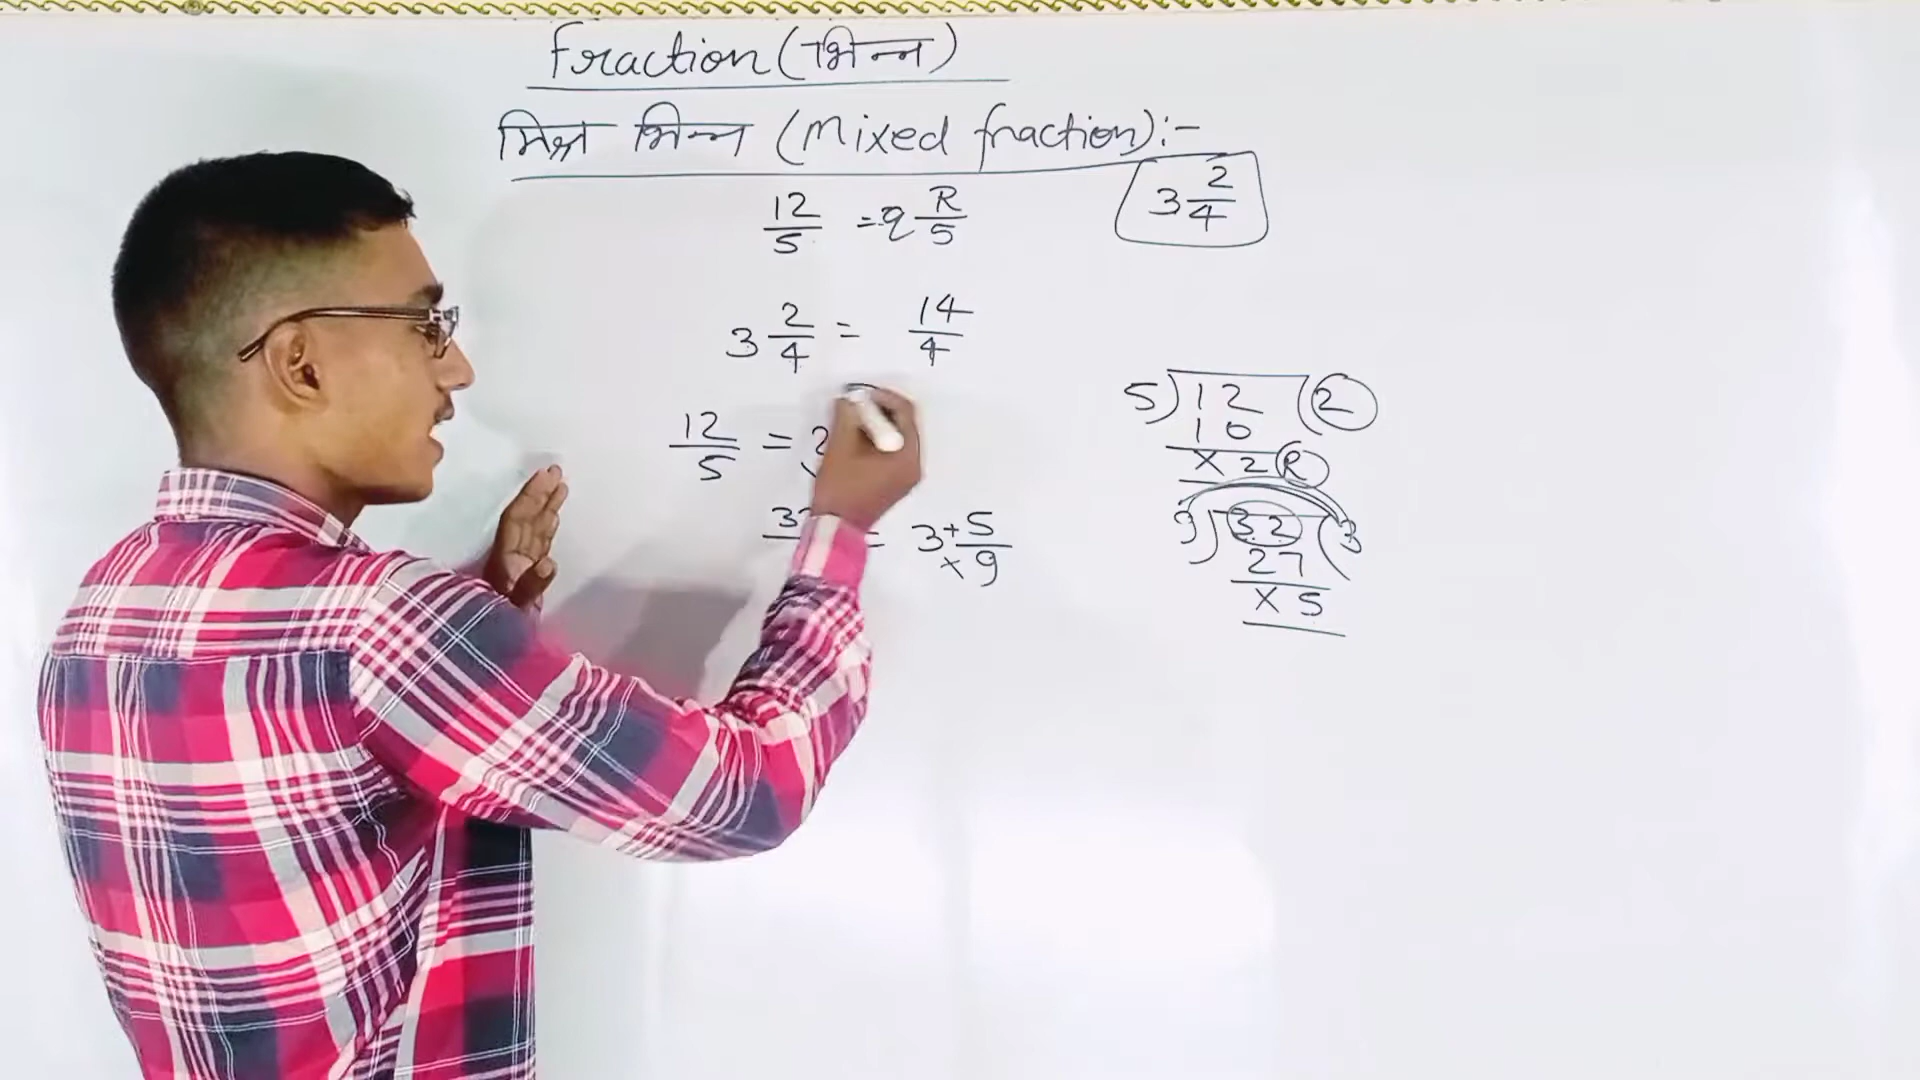 Fraction (भिन्न)
मिश्र भिन्न (Mixed fraction):-
3 2/4
12/5 = q R/5
3 2/4 = 14/4
12/5 =
= 3 + 5/ × 9
5) 12 (2
10
× 2 R
9) 32 (3
27
× 5